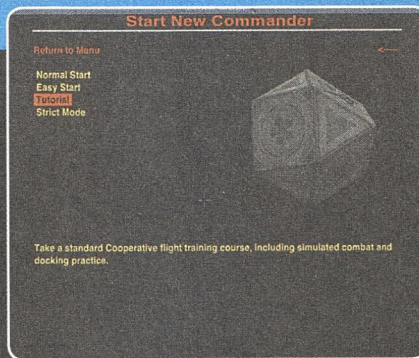 Start New Commander
Return to Menu
<----
Normal Start
Easy Start
Tutorial
Strict Mode
Take a standard Cooperative flight training course, including simulated combat and
docking practice.